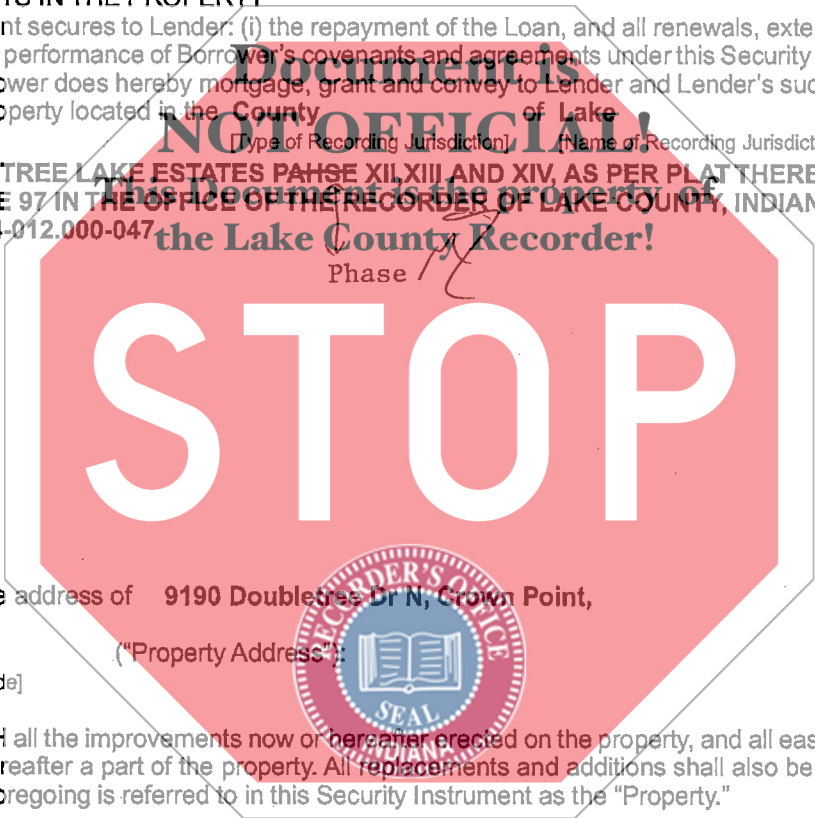 TS IN THE PROPERTY
nt secures to Lender: (i) the repayment of the Loan, and all renewals, exte
performance of Borrower's covenants and agreements under this Security
ower does hereby mortgage, grant and convey to Lender and Lender's suc
operty located in the County of Lake
[Type of Recording Jurisdiction] [Name of Recording Jurisdict
TREE LAKE ESTATES PAHSE XII,XIII AND XIV, AS PER PLAT THERE
E 97 IN THE OFFICE OF THE RECORDER OF LAKE COUNTY, INDIAN
4-012.000-047
Phase
Document is
NOT OFFICIAL!
This Document is the property of
the Lake County Recorder!
STOP
e address of 9190 Doubletree Dr N, Crown Point,
("Property Address"):
de]
RECORDER'S OFFICE
SEAL
INDIANA
all the improvements now or hereafter erected on the property, and all eas
reafter a part of the property. All replacements and additions shall also be
oregoing is referred to in this Security Instrument as the "Property."